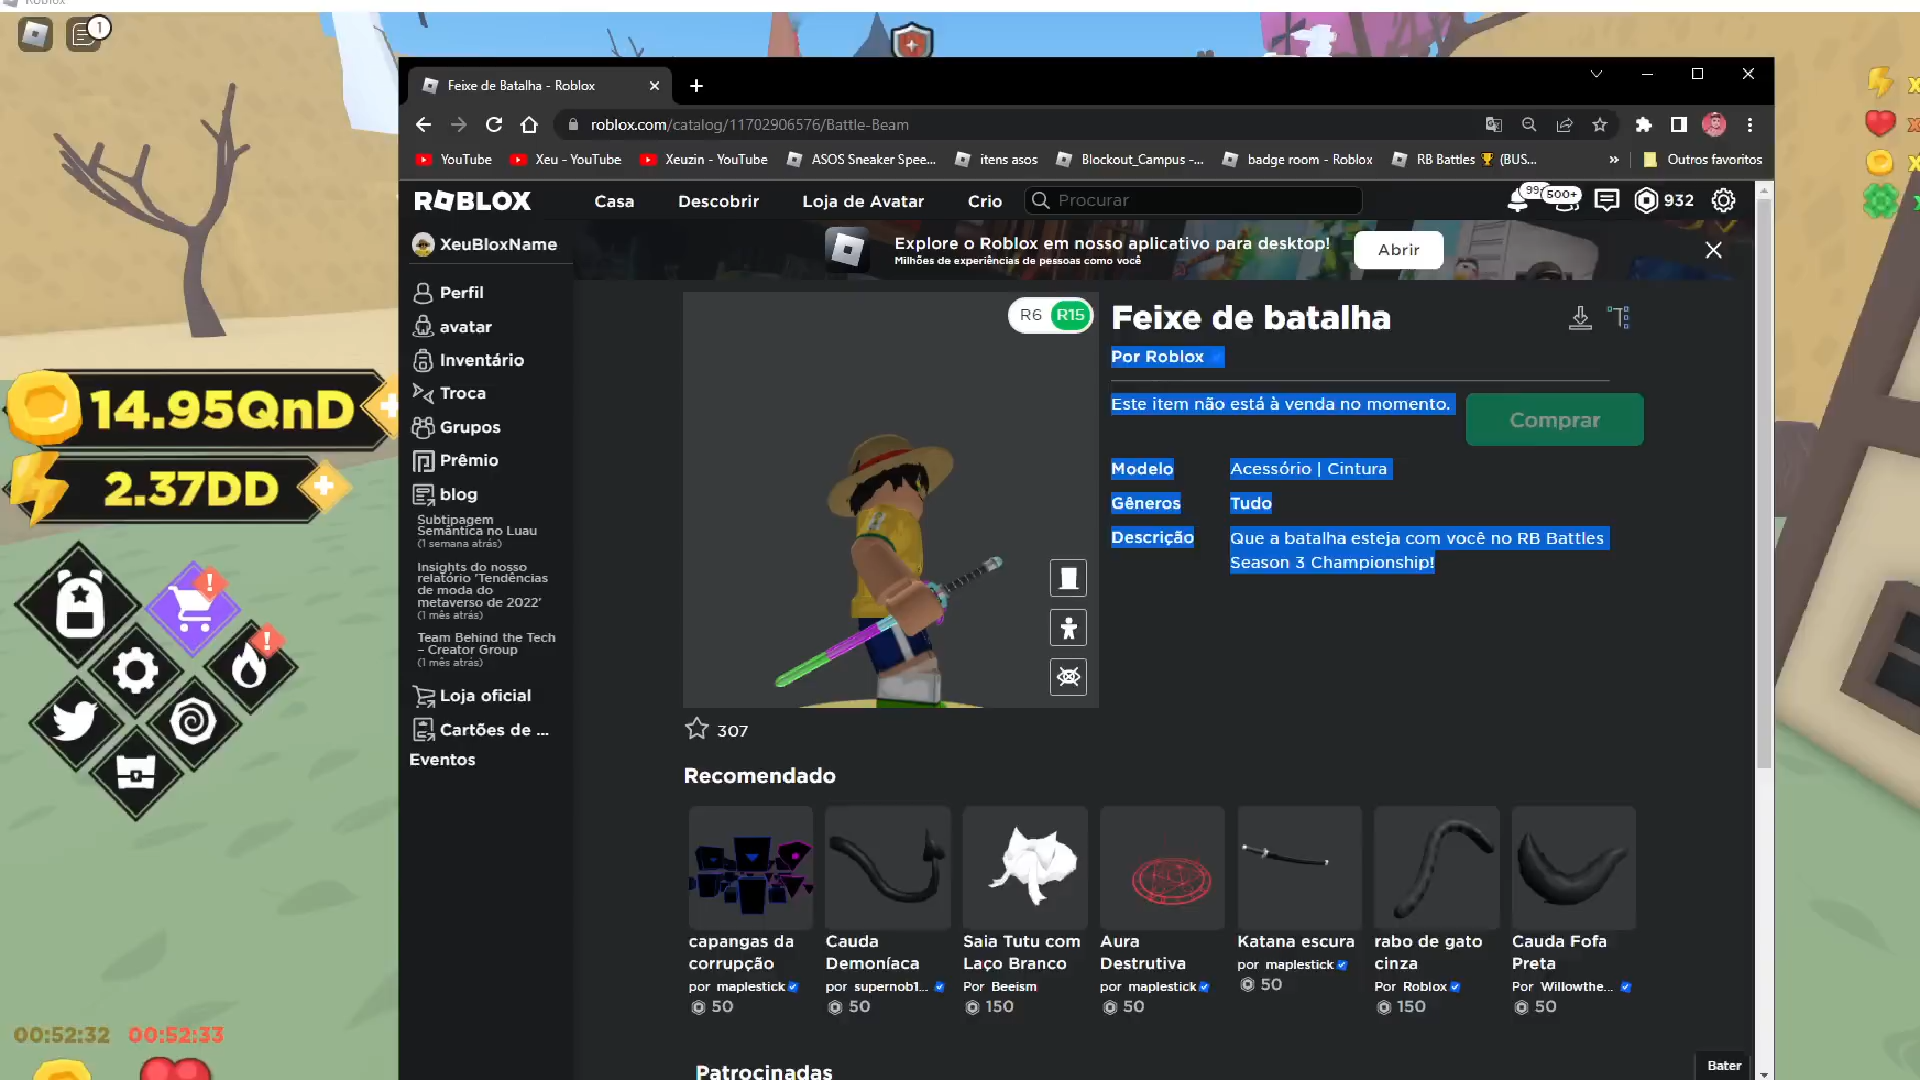 Roblox
1
Feixe de Batalha - Roblox
roblox.com/catalog/11702906576/Battle-Beam
YouTube
Xeu - YouTube
Xeuzin - YouTube
ASOS Sneaker Spee...
itens asos
Blockout_Campus -...
badge room - Roblox
RB Battles 🏆 (BUS...
»
Outros favoritos
ROBLOX
Casa
Descobrir
Loja de Avatar
Crio
Procurar
99+
500+
932
XeuBloxName
Explore o Roblox em nosso aplicativo para desktop!
Milhões de experiências de pessoas como você
Abrir
Perfil
avatar
Inventário
Troca
Grupos
Prêmio
blog
Subtipagem
Semântica no Luau
(1 semana atrás)
Insights do nosso
relatório 'Tendências
de moda do
metaverso de 2022'
(1 mês atrás)
Team Behind the Tech
– Creator Group
(1 mês atrás)
Loja oficial
Cartões de ...
Eventos
R6
R15
Feixe de batalha
Por Roblox
Este item não está à venda no momento.
Comprar
Modelo
Acessório | Cintura
Gêneros
Tudo
Descrição
Que a batalha esteja com você no RB Battles
Season 3 Championship!
307
Recomendado
capangas da
corrupção
por maplestick
50
Cauda
Demoníaca
por supernob1...
50
Saia Tutu com
Laço Branco
Por Beeism
150
Aura
Destrutiva
por maplestick
50
Katana escura
por maplestick
50
rabo de gato
cinza
Por Roblox
150
Cauda Fofa
Preta
Por Willowthe...
50
Patrocinadas
Bater
14.95QnD
2.37DD
00:52:32
00:52:33